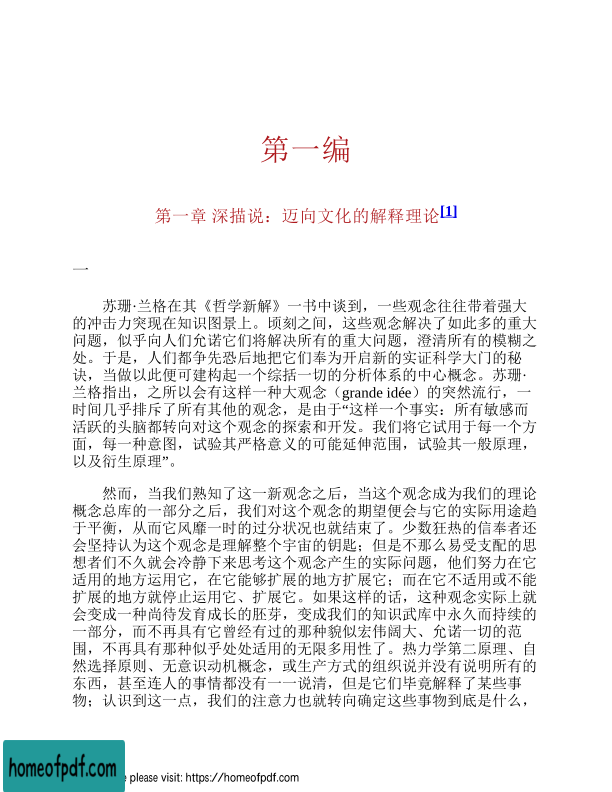 第一编
第一章 深描说：迈向文化的解释理论[1]
一
苏珊·兰格在其《哲学新解》一书中谈到，一些观念往往带着强大
的冲击力突现在知识图景上。顷刻之间，这些观念解决了如此多的重大
问题，似乎向人们允诺它们将解决所有的重大问题，澄清所有的模糊之
处。于是，人们都争先恐后地把它们奉为开启新的实证科学大门的秘
诀，当做以此便可建构起一个综括一切的分析体系的中心概念。苏珊·
兰格指出，之所以会有这样一种大观念（grande idée）的突然流行，一
时间几乎排斥了所有其他的观念，是由于“这样一个事实：所有敏感而
活跃的头脑都转向对这个观念的探索和开发。我们将它试用于每一个方
面，每一种意图，试验其严格意义的可能延伸范围，试验其一般原理，
以及衍生原理”。
然而，当我们熟知了这一新观念之后，当这个观念成为我们的理论
概念总库的一部分之后，我们对这个观念的期望便会与它的实际用途趋
于平衡，从而它风靡一时的过分状况也就结束了。少数狂热的信奉者还
会坚持认为这个观念是理解整个宇宙的钥匙；但是不那么易受支配的思
想者们不久就会冷静下来思考这个观念产生的实际问题，他们努力在它
适用的地方运用它，在它能够扩展的地方扩展它；而在它不适用或不能
扩展的地方就停止运用它、扩展它。如果这样的话，这种观念实际上就
会变成一种尚待发育成长的胚芽，变成我们的知识武库中永久而持续的
一部分，而不再具有它曾经有过的那种貌似宏伟阔大、允诺一切的范
围，不再具有那种似乎处处适用的无限多用性了。热力学第二原理、自
然选择原则、无意识动机概念，或生产方式的组织说并没有说明所有的
东西，甚至连人的事情都没有一一说清，但是它们毕竟解释了某些事
物；认识到这一点，我们的注意力也就转向确定这些事物到底是什么，
homeofpdf.com
please visit: https://homeofpdf.com